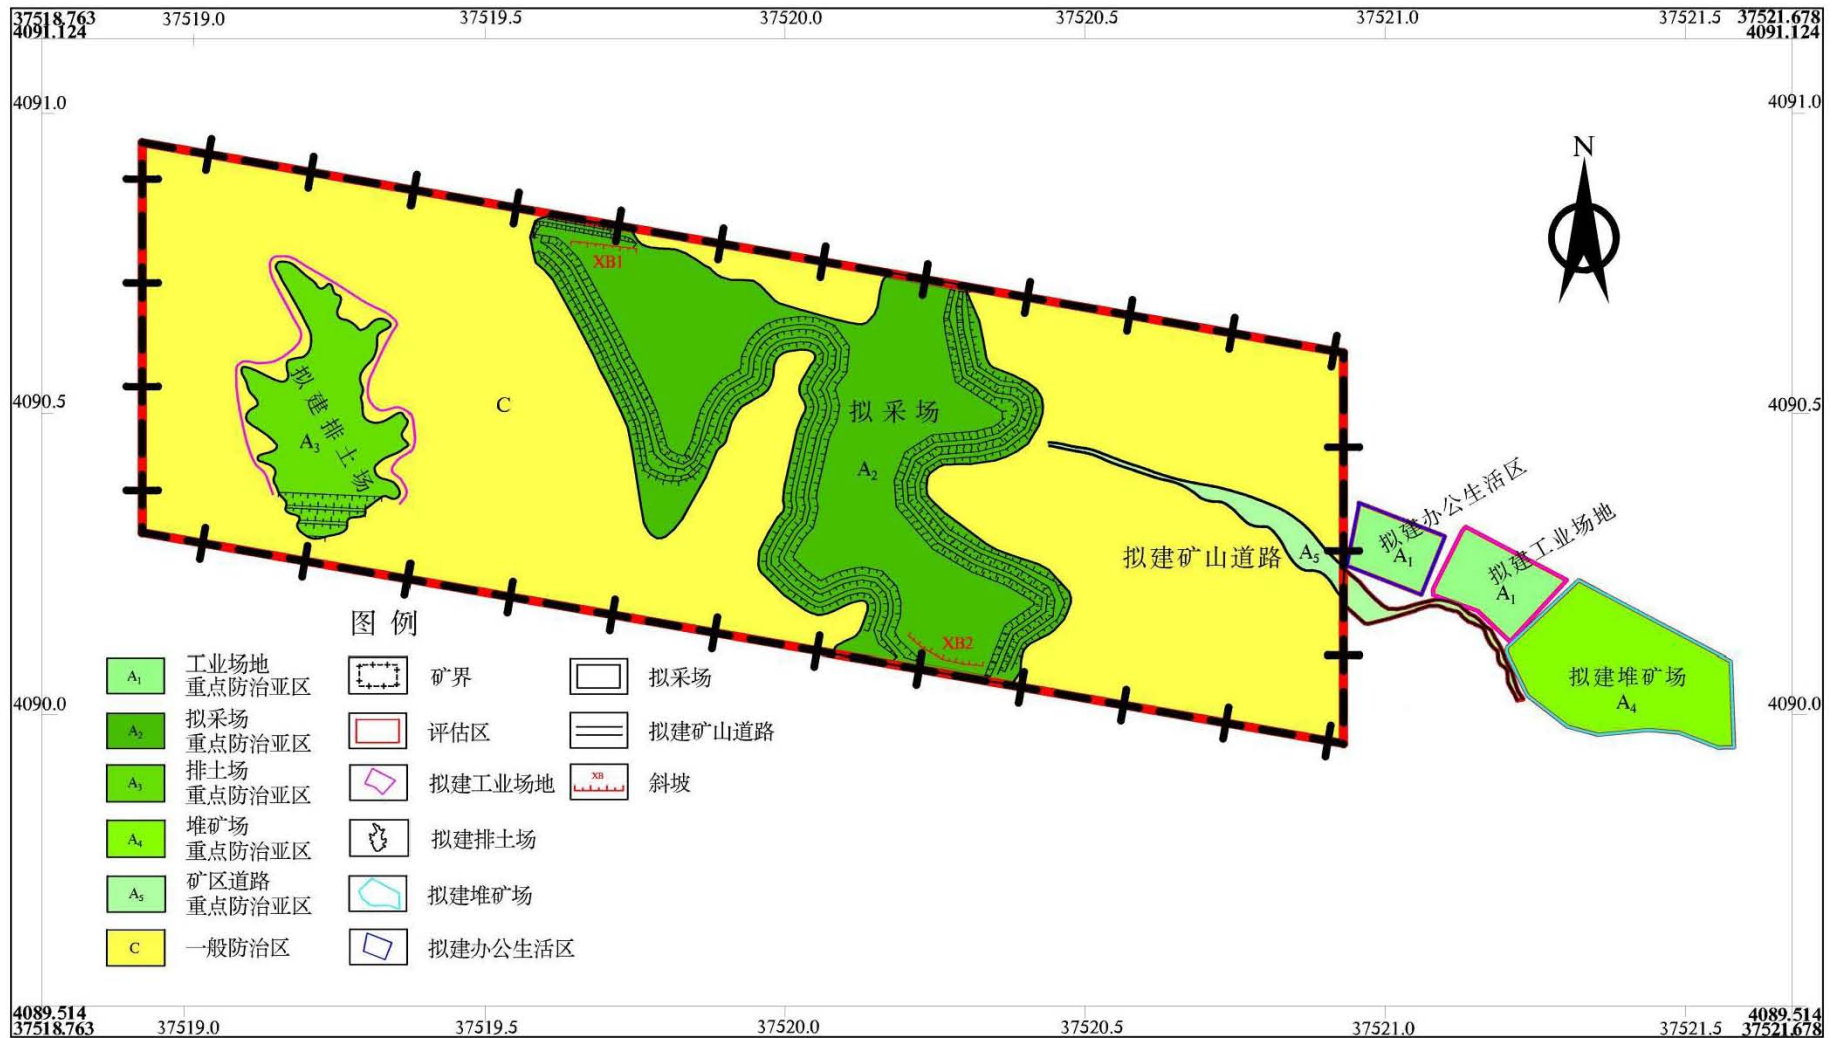 37518.763
4091.124
37519.0
37519.5
37520.0
37520.5
37521.0
37521.5
37521.678
4091.124
4091.0
4091.0
N
XB1
拟采场
A2
C
拟建排土场
A3
4090.5
4090.5
拟建办公生活区
A1
拟建工业场地
A1
拟建矿山道路
A5
XB2
拟建堆矿场
A4
4090.0
4090.0
图例
A1
工业场地
重点防治亚区
矿界
拟采场
A2
拟采场
重点防治亚区
评估区
拟建矿山道路
A3
排土场
重点防治亚区
拟建工业场地
XB
斜坡
A4
堆矿场
重点防治亚区
拟建排土场
A5
矿区道路
重点防治亚区
拟建堆矿场
C
一般防治区
拟建办公生活区
4089.514
37518.763
37519.0
37519.5
37520.0
37520.5
37521.0
37521.5
4089.514
37521.678